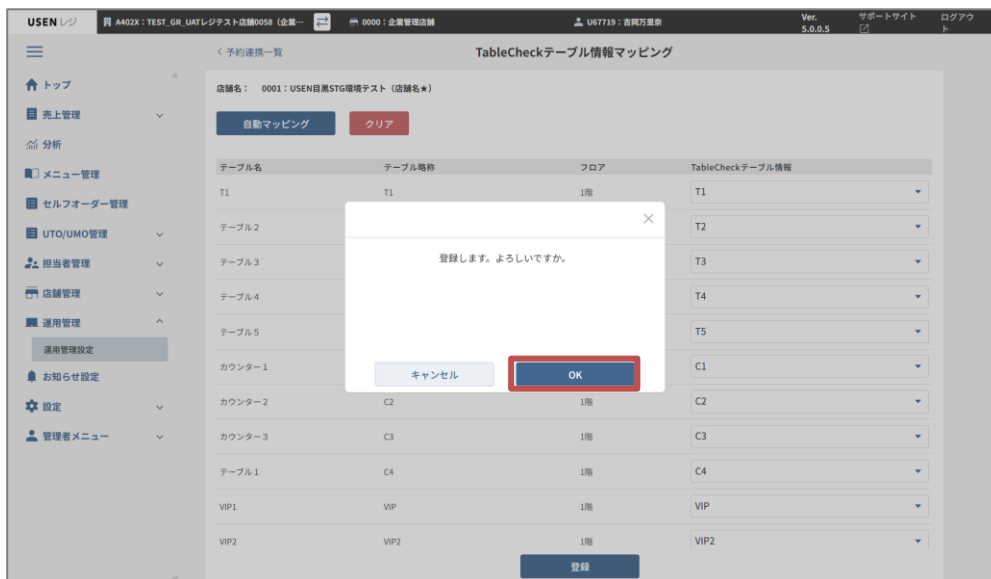 USEN レジ
A402X：TEST_GR_UATレジテスト店舗0058（企業…
0000：企業管理店舗
U67719：吉岡万里奈
Ver.
5.0.0.5
サポートサイト
ログアウ
ト
< 予約連携一覧
TableCheckテーブル情報マッピング
トップ
売上管理
分析
メニュー管理
セルフオーダー管理
UTO/UMO管理
担当者管理
店舗管理
運用管理
運用管理設定
お知らせ設定
設定
管理者メニュー
店舗名： 0001：USEN目黒STG環境テスト（店舗名★）
自動マッピング クリア
テーブル名 テーブル略称 フロア TableCheckテーブル情報
T1 T1 1階 T1
テーブル2 T2
テーブル3 T3
テーブル4 T4
テーブル5 T5
カウンター1 C1
カウンター2 C2 1階 C2
カウンター3 C3 1階 C3
テーブル1 C4 1階 C4
VIP1 VIP 1階 VIP
VIP2 VIP2 1階 VIP2
登録します。よろしいですか。
キャンセル OK
登録